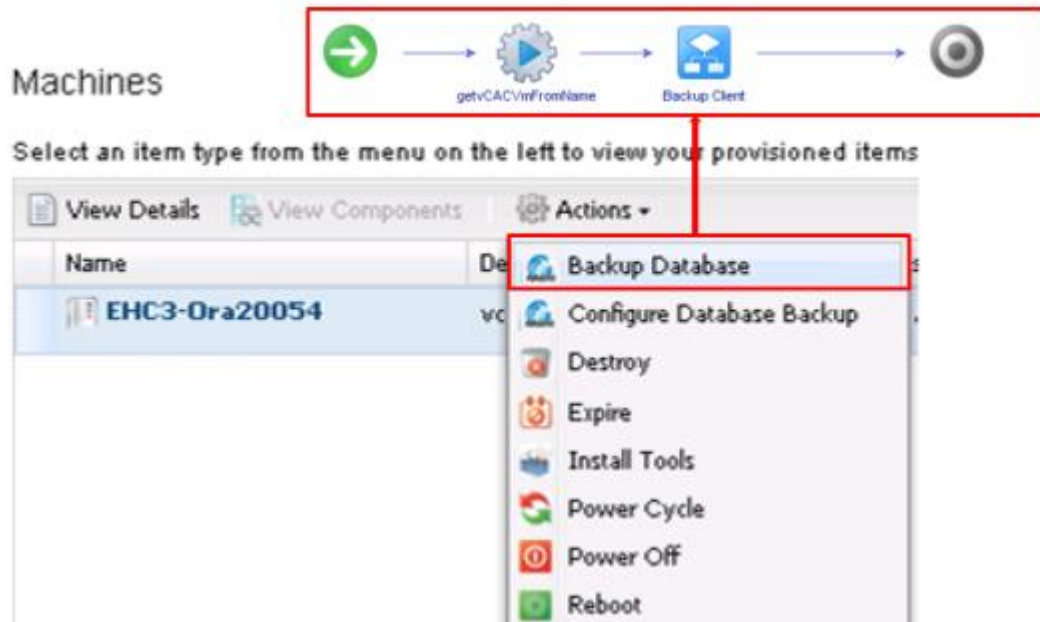 getvCACVmFromName
Backup Client
Machines
Select an item type from the menu on the left to view your provisioned items
View Details View Components Actions
Name De
Backup Database
EHC3-Ora20054 vc
Configure Database Backup
Destroy
Expire
Install Tools
Power Cycle
Power Off
Reboot